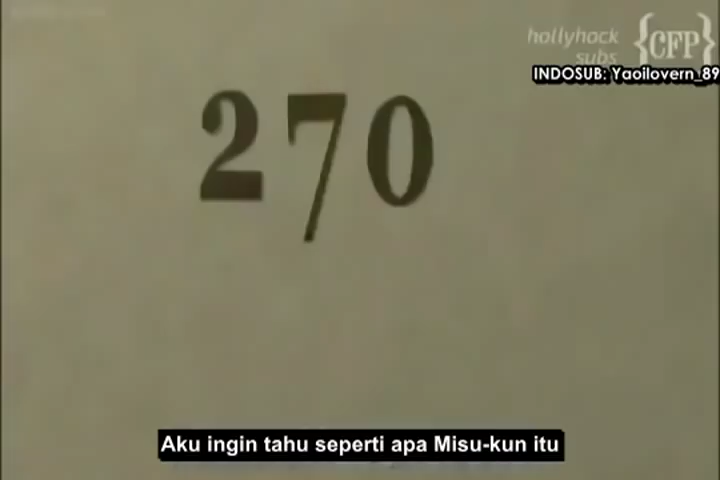 hollyhock
subs
{CFP}
INDOSUB: Yaoilovern_89
270
Aku ingin tahu seperti apa Misu-kun itu